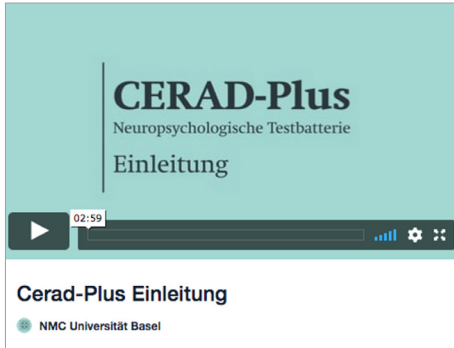 CERAD-Plus
Neuropsychologische Testbatterie
Einleitung
02:59
Cerad-Plus Einleitung
NMC Universität Basel